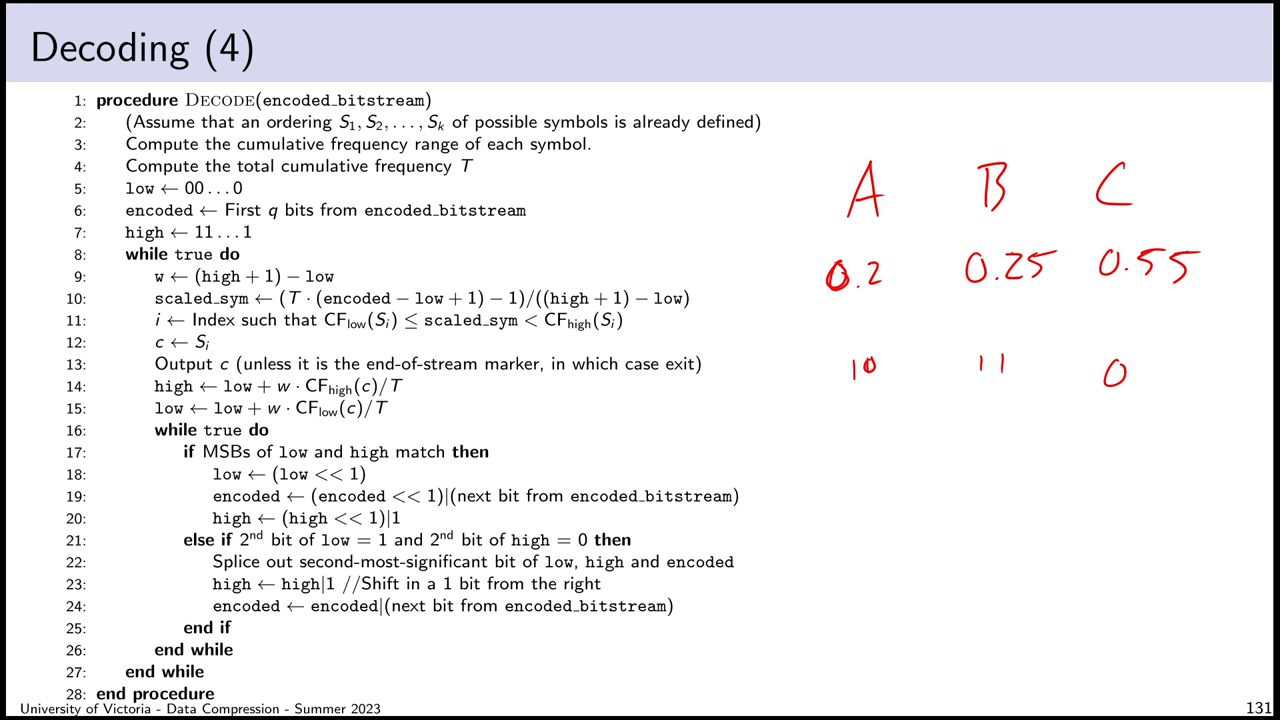 Decoding (4)
1: procedure DECODE(encoded_bitstream)
2: (Assume that an ordering S₁, S₂, . . . , Sₖ of possible symbols is already defined)
3: Compute the cumulative frequency range of each symbol.
4: Compute the total cumulative frequency T
5: low ← 00 . . . 0
6: encoded ← First q bits from encoded_bitstream
7: high ← 11 . . . 1
8: while true do
9: w ← (high + 1) − low
10: scaled_sym ← (T · (encoded − low + 1) − 1)/((high + 1) − low)
11: i ← Index such that CF_low(Sᵢ) ≤ scaled_sym < CF_high(Sᵢ)
12: c ← Sᵢ
13: Output c (unless it is the end-of-stream marker, in which case exit)
14: high ← low + w · CF_high(c)/T
15: low ← low + w · CF_low(c)/T
16: while true do
17: if MSBs of low and high match then
18: low ← (low << 1)
19: encoded ← (encoded << 1)|(next bit from encoded_bitstream)
20: high ← (high << 1)|1
21: else if 2nd bit of low = 1 and 2nd bit of high = 0 then
22: Splice out second-most-significant bit of low, high and encoded
23: high ← high|1 //Shift in a 1 bit from the right
24: encoded ← encoded|(next bit from encoded_bitstream)
25: end if
26: end while
27: end while
28: end procedure
A B C
0.2 0.25 0.55
10 11 0
University of Victoria - Data Compression - Summer 2023
131